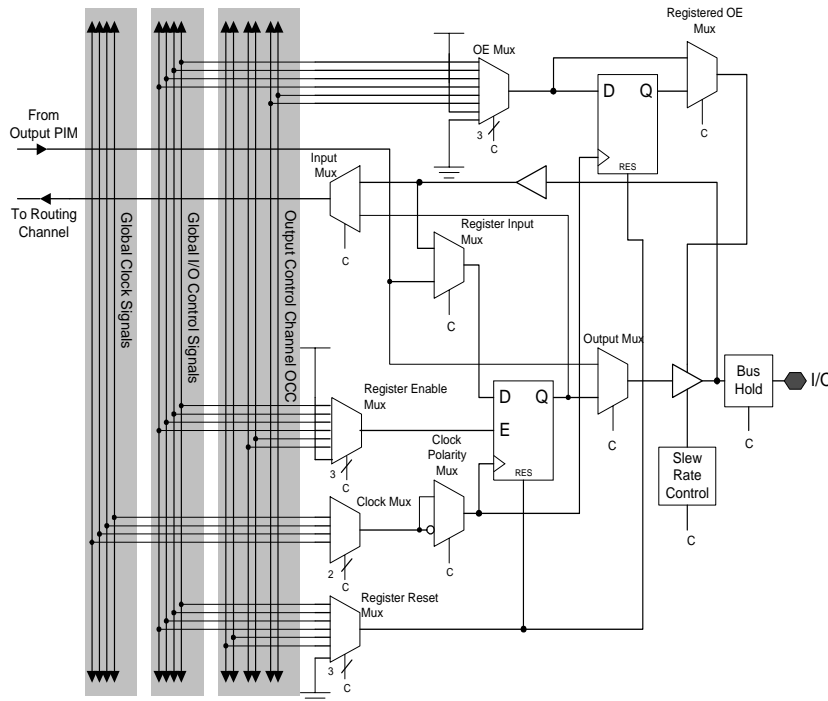 Registered OE
Mux
OE Mux
D Q
RES
3
C
C
From
Output PIM
Input
Mux
To Routing
Channel
C
Register Input
Mux
C
Global Clock Signals
Global I/O Control Signals
Output Control Channel OCC
Output Mux
C
Bus
Hold
I/O
C
Register Enable
Mux
3
C
D Q
E
RES
Clock
Polarity
Mux
C
Slew
Rate
Control
C
Clock Mux
2
C
Register Reset
Mux
3
C